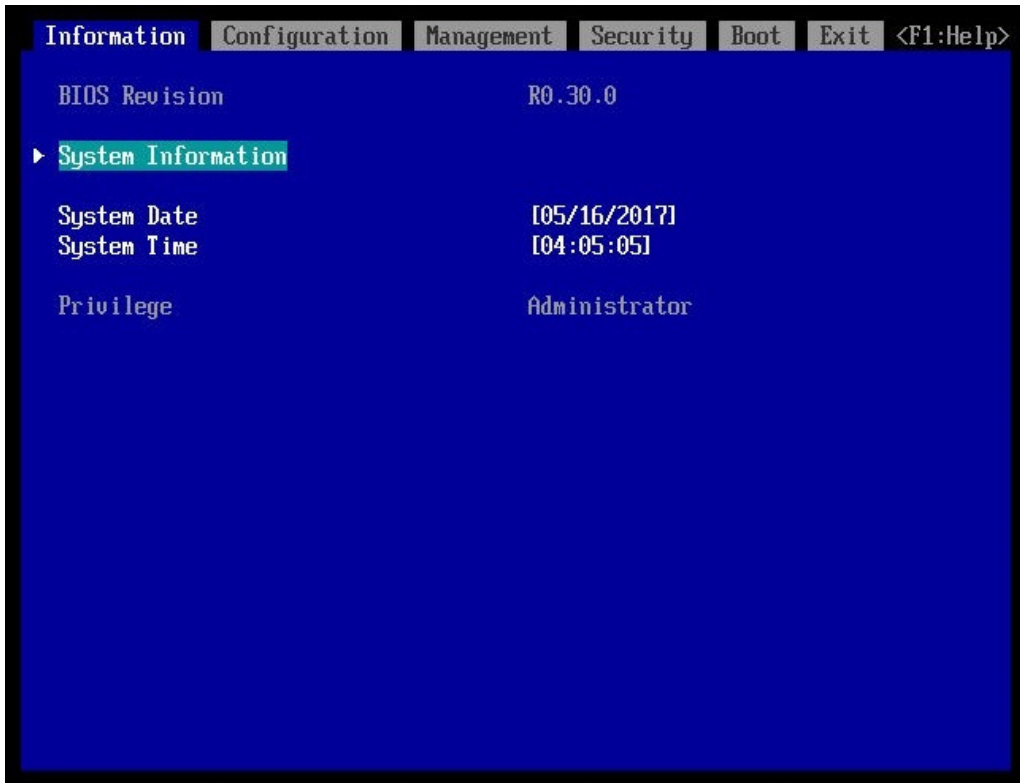 Information Configuration Management Security Boot Exit <F1:Help>
BIOS Revision R0.30.0
System Information
System Date [05/16/2017]
System Time [04:05:05]
Privilege Administrator